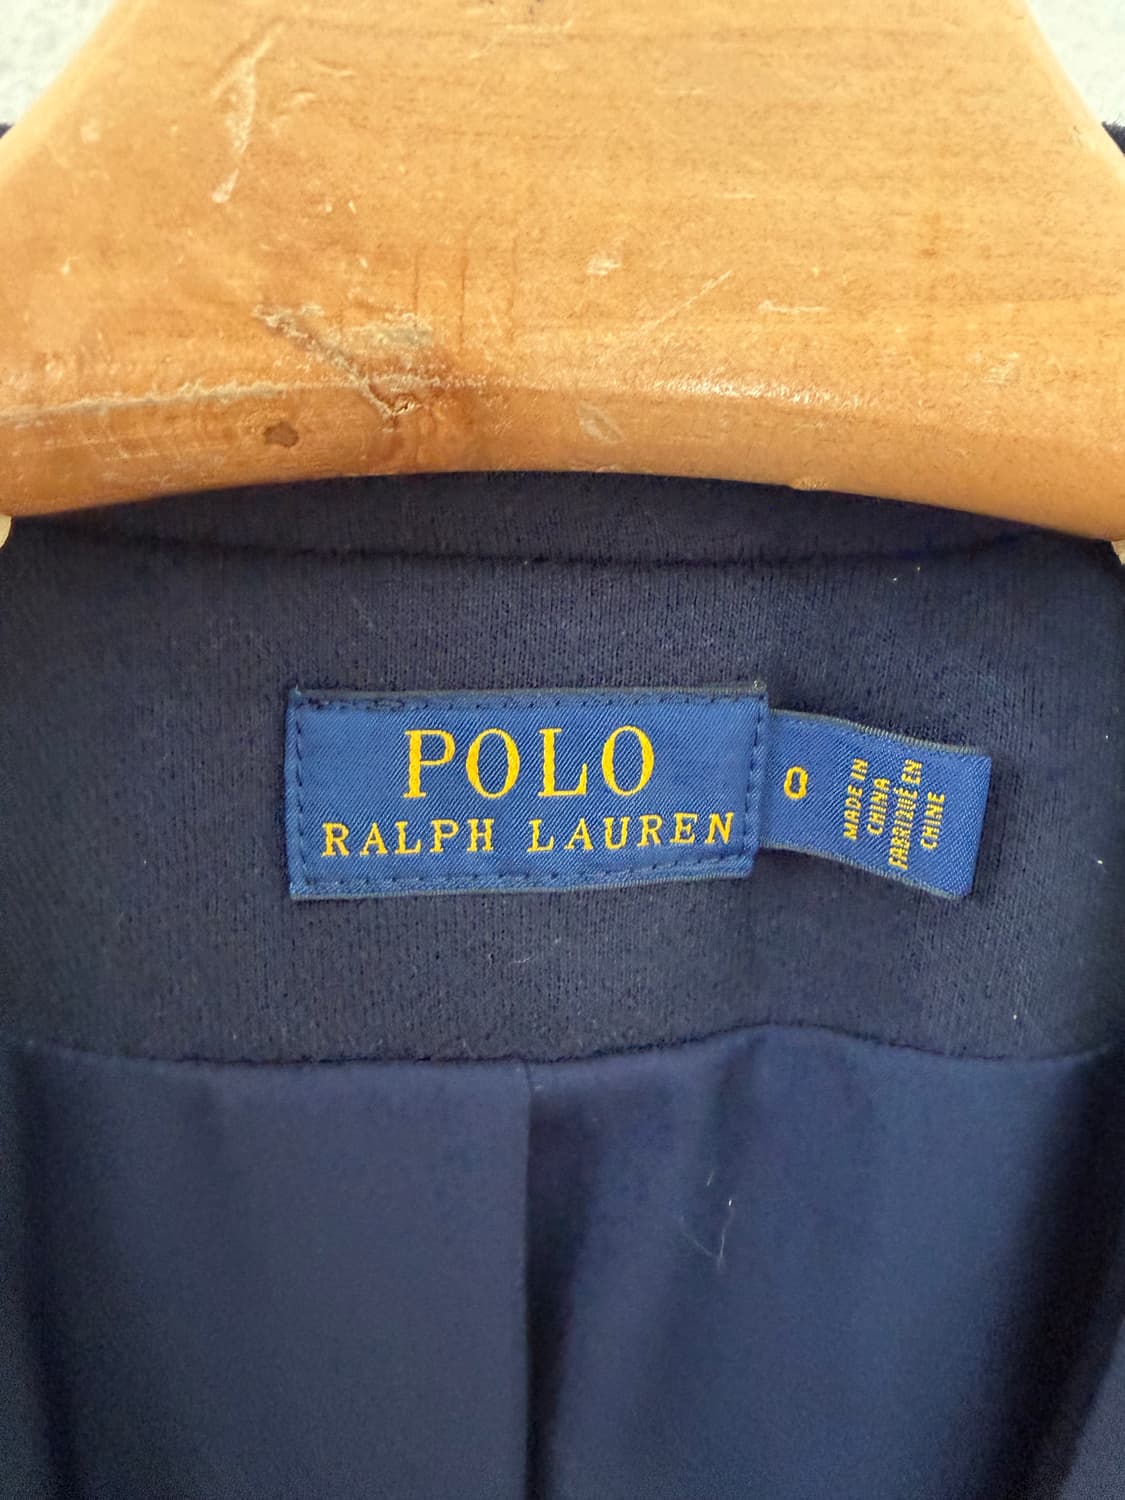 POLO
RALPH LAUREN
0
MADE IN
CHINA
FABRIQUÉ EN
CHINE